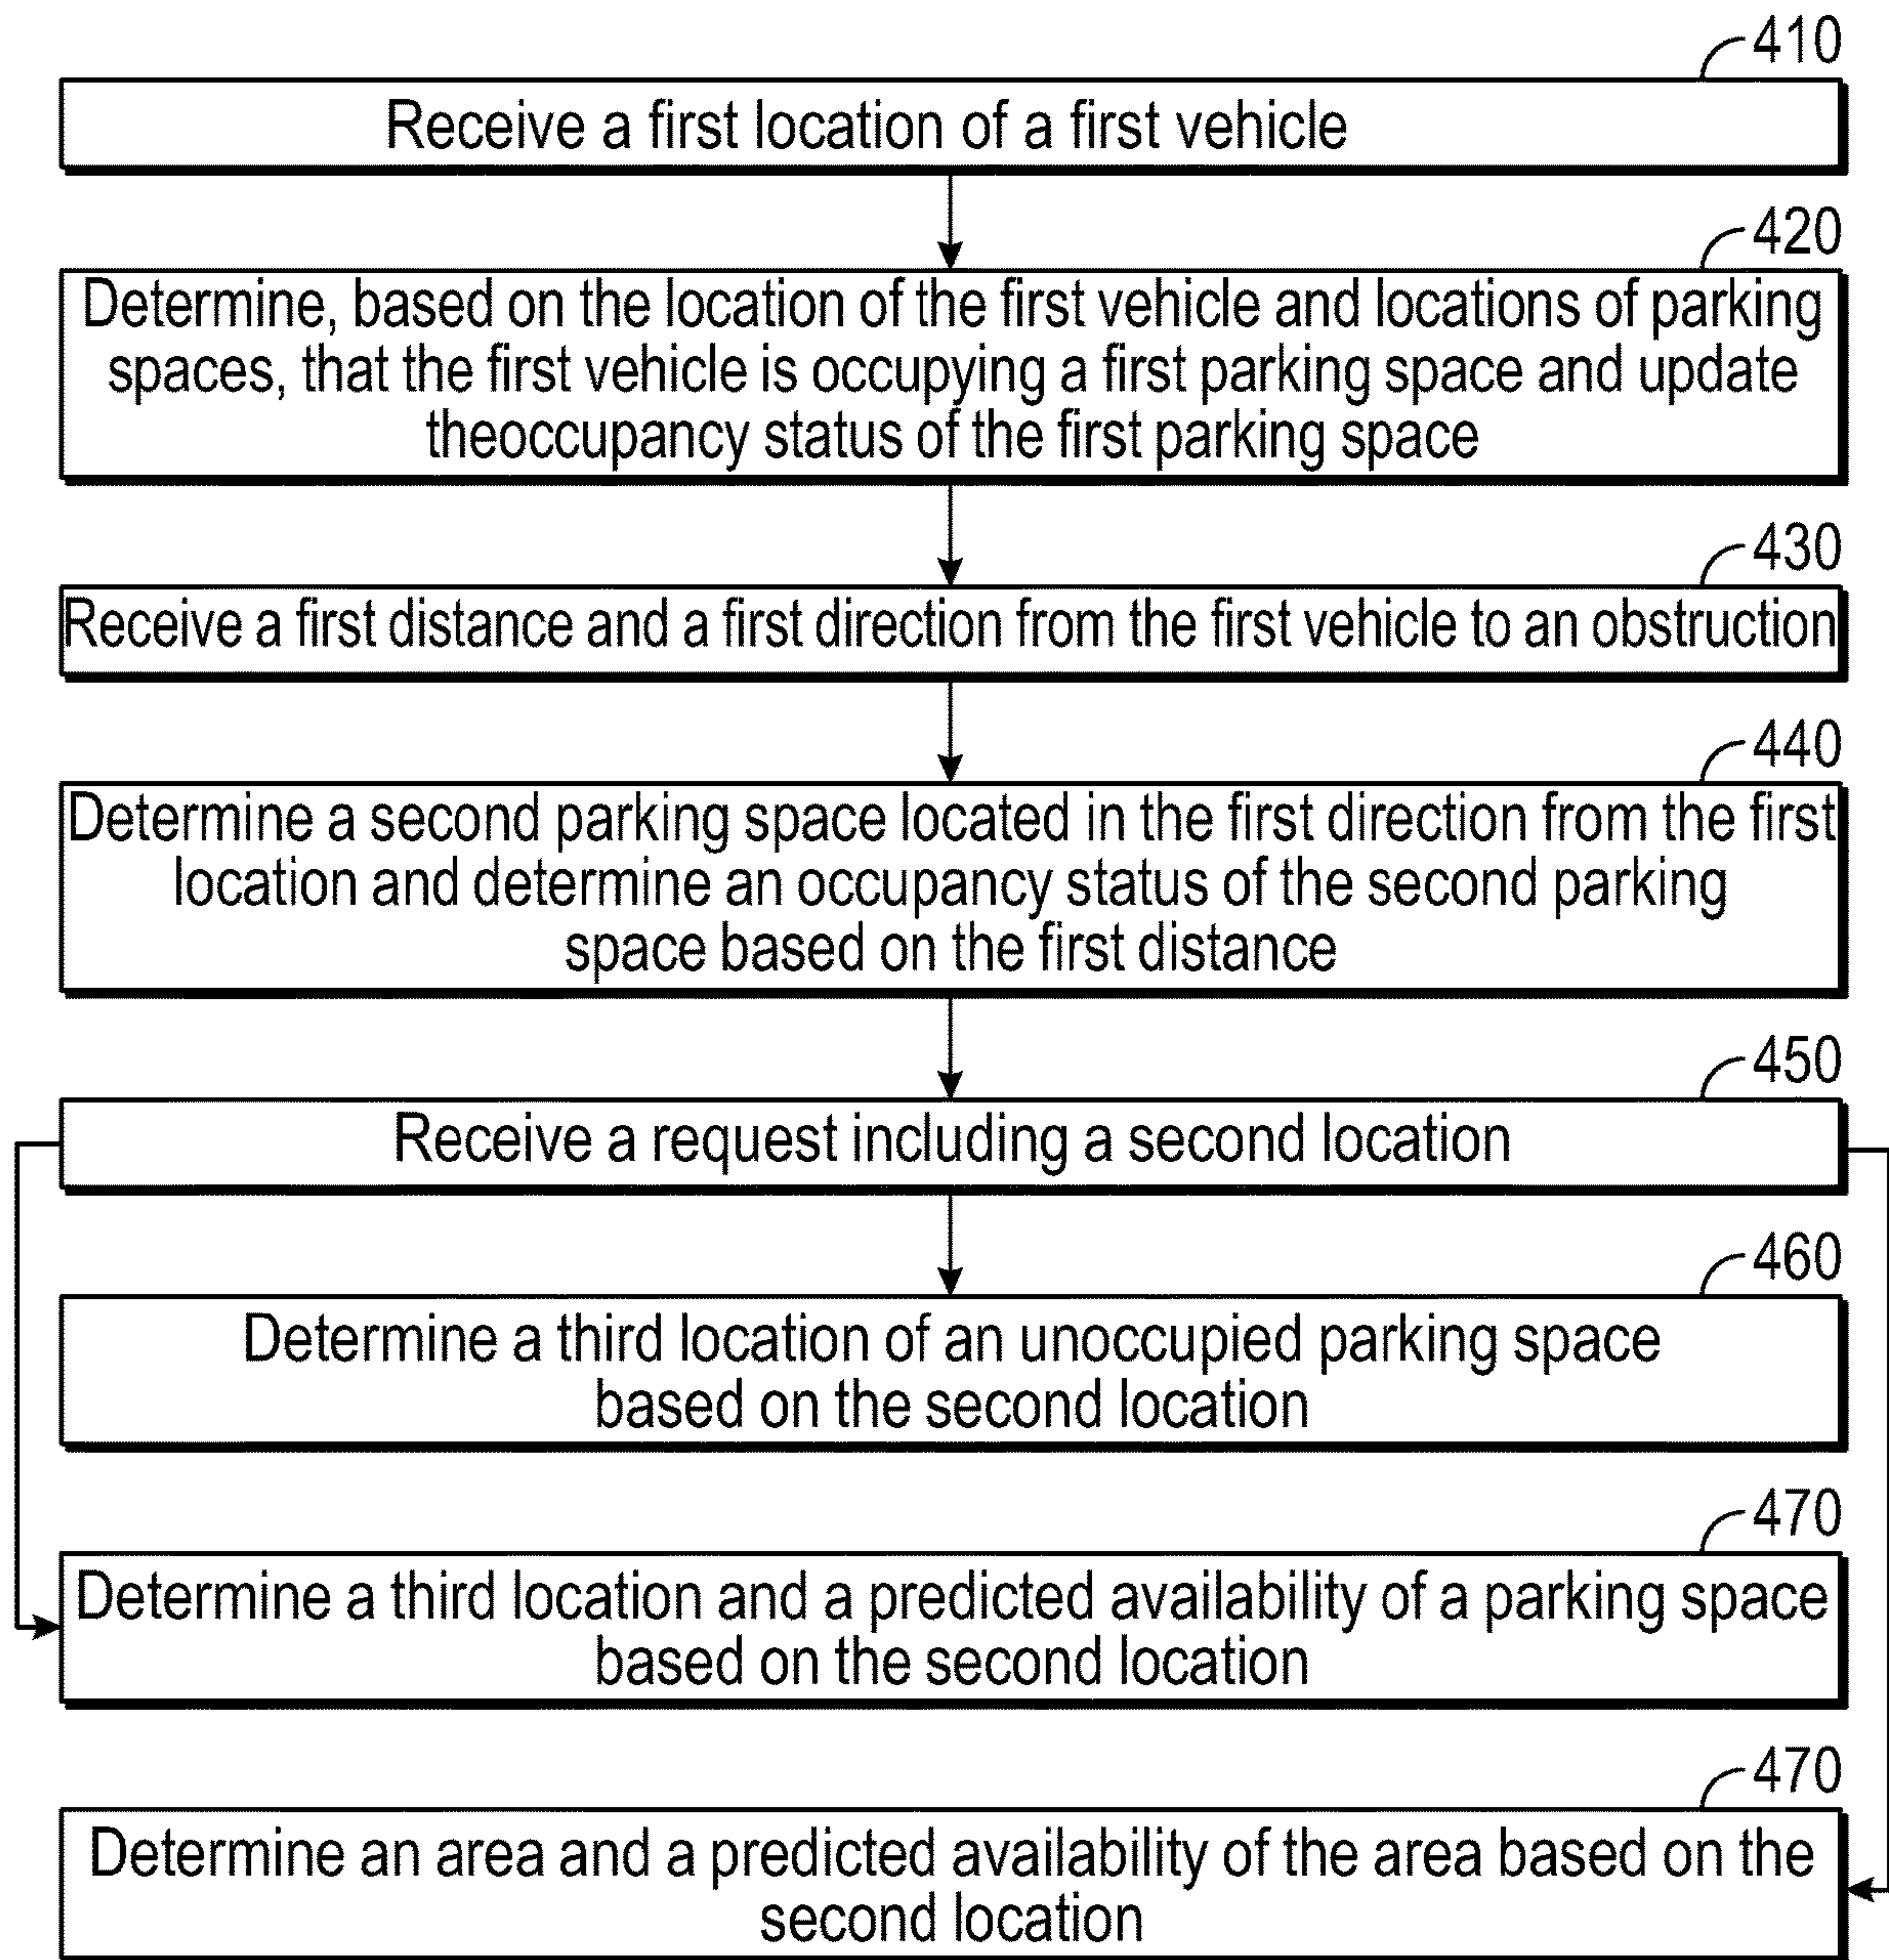 410
Receive a first location of a first vehicle
420
Determine, based on the location of the first vehicle and locations of parking
spaces, that the first vehicle is occupying a first parking space and update
theoccupancy status of the first parking space
430
Receive a first distance and a first direction from the first vehicle to an obstruction
440
Determine a second parking space located in the first direction from the first
location and determine an occupancy status of the second parking
space based on the first distance
450
Receive a request including a second location
460
Determine a third location of an unoccupied parking space
based on the second location
470
Determine a third location and a predicted availability of a parking space
based on the second location
470
Determine an area and a predicted availability of the area based on the
second location